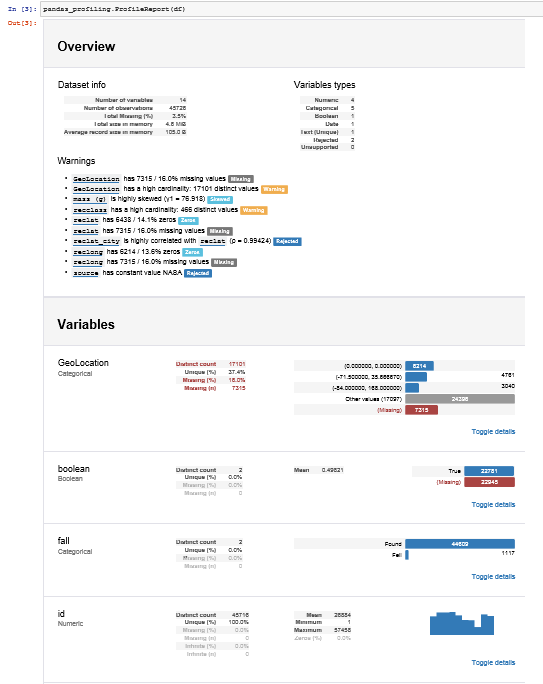 In [3]: pandas_profiling.ProfileReport(df)
Out[3]:
Overview
Dataset info
Number of variables 14
Number of observations 45726
Total Missing (%) 3.5%
Total size in memory 4.6 MiB
Average record size in memory 105.0 B
Variables types
Numeric 4
Categorical 5
Boolean 1
Date 1
Text (Unique) 1
Rejected 2
Unsupported 0
Warnings
GeoLocation has 7315 / 16.0% missing values Missing
GeoLocation has a high cardinality: 17101 distinct values Warning
mass (g) is highly skewed (γ1 = 76.918) Skewed
recclass has a high cardinality: 466 distinct values Warning
reclat has 6438 / 14.1% zeros Zeros
reclat has 7315 / 16.0% missing values Missing
reclat_city is highly correlated with reclat (ρ = 0.99424) Rejected
reclong has 6214 / 13.6% zeros Zeros
reclong has 7315 / 16.0% missing values Missing
source has constant value NASA Rejected
Variables
GeoLocation
Categorical
Distinct count 17101
Unique (%) 37.4%
Missing (%) 16.0%
Missing (n) 7315
(0.000000, 0.000000) 6214
(-71.500000, 35.666670) 4761
(-84.000000, 168.000000) 3040
Other values (17097) 24396
(Missing) 7315
Toggle details
boolean
Boolean
Distinct count 2
Unique (%) 0.0%
Missing (%) 0.0%
Missing (n) 0
Mean 0.49821
True 22781
(Missing) 22945
Toggle details
fall
Categorical
Distinct count 2
Unique (%) 0.0%
Missing (%) 0.0%
Missing (n) 0
Found 44609
Fell 1117
Toggle details
id
Numeric
Distinct count 45716
Unique (%) 100.0%
Missing (%) 0.0%
Missing (n) 0
Infinite (%) 0.0%
Infinite (n) 0
Mean 26884
Minimum 1
Maximum 57458
Zeros (%) 0.0%
Toggle details